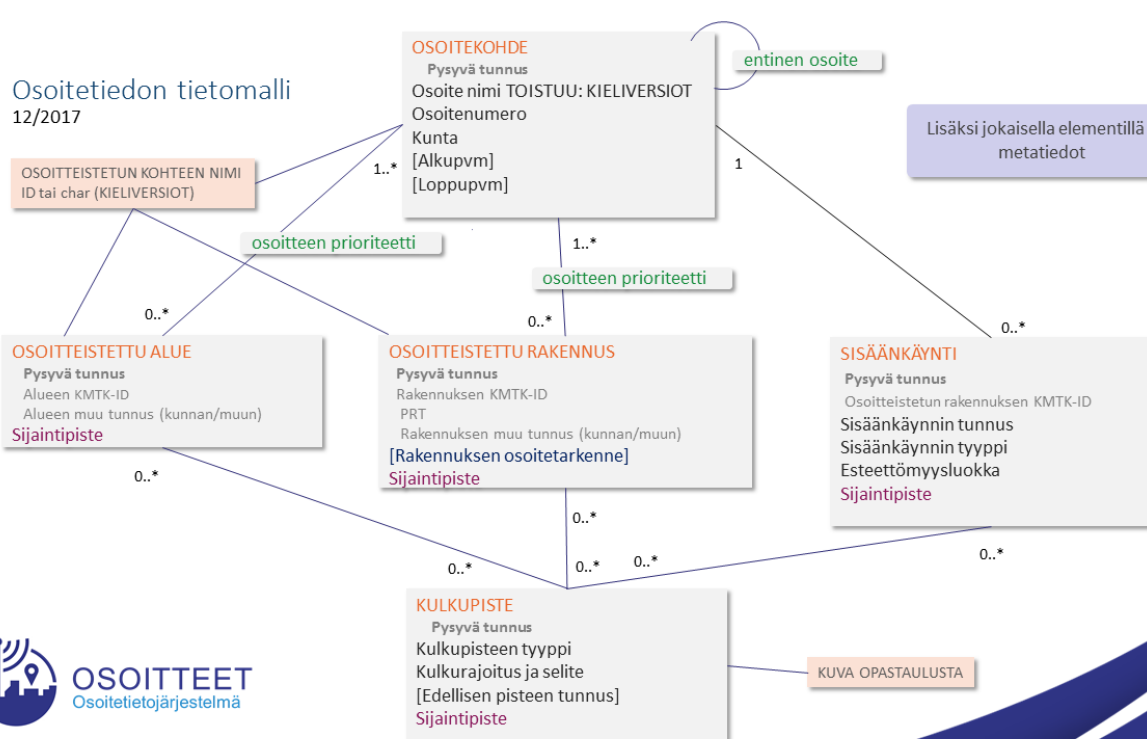 Osoitetiedon tietomalli
12/2017
OSOITEKOHDE
Pysyvä tunnus
Osoite nimi TOISTUU: KIELIVERSIOT
Osoitenumero
Kunta
[Alkupvm]
[Loppupvm]
entinen osoite
Lisäksi jokaisella elementillä
metatiedot
OSOITTEISTETUN KOHTEEN NIMI
ID tai char (KIELIVERSIOT)
1..*
1
osoitteen prioriteetti
1..*
osoitteen prioriteetti
0..*
0..*
0..*
OSOITTEISTETTU ALUE
Pysyvä tunnus
Alueen KMTK-ID
Alueen muu tunnus (kunnan/muun)
Sijaintipiste
OSOITTEISTETTU RAKENNUS
Pysyvä tunnus
Rakennuksen KMTK-ID
PRT
Rakennuksen muu tunnus (kunnan/muun)
[Rakennuksen osoitetarkenne]
Sijaintipiste
SISÄÄNKÄYNTI
Pysyvä tunnus
Osoitteistetun rakennuksen KMTK-ID
Sisäänkäynnin tunnus
Sisäänkäynnin tyyppi
Esteettömyysluokka
Sijaintipiste
0..*
0..*
0..*
0..*
0..*
0..*
KULKUPISTE
Pysyvä tunnus
Kulkupisteen tyyppi
Kulkurajoitus ja selite
[Edellisen pisteen tunnus]
Sijaintipiste
KUVA OPASTAULUSTA
OSOITTEET
Osoitetietojärjestelmä